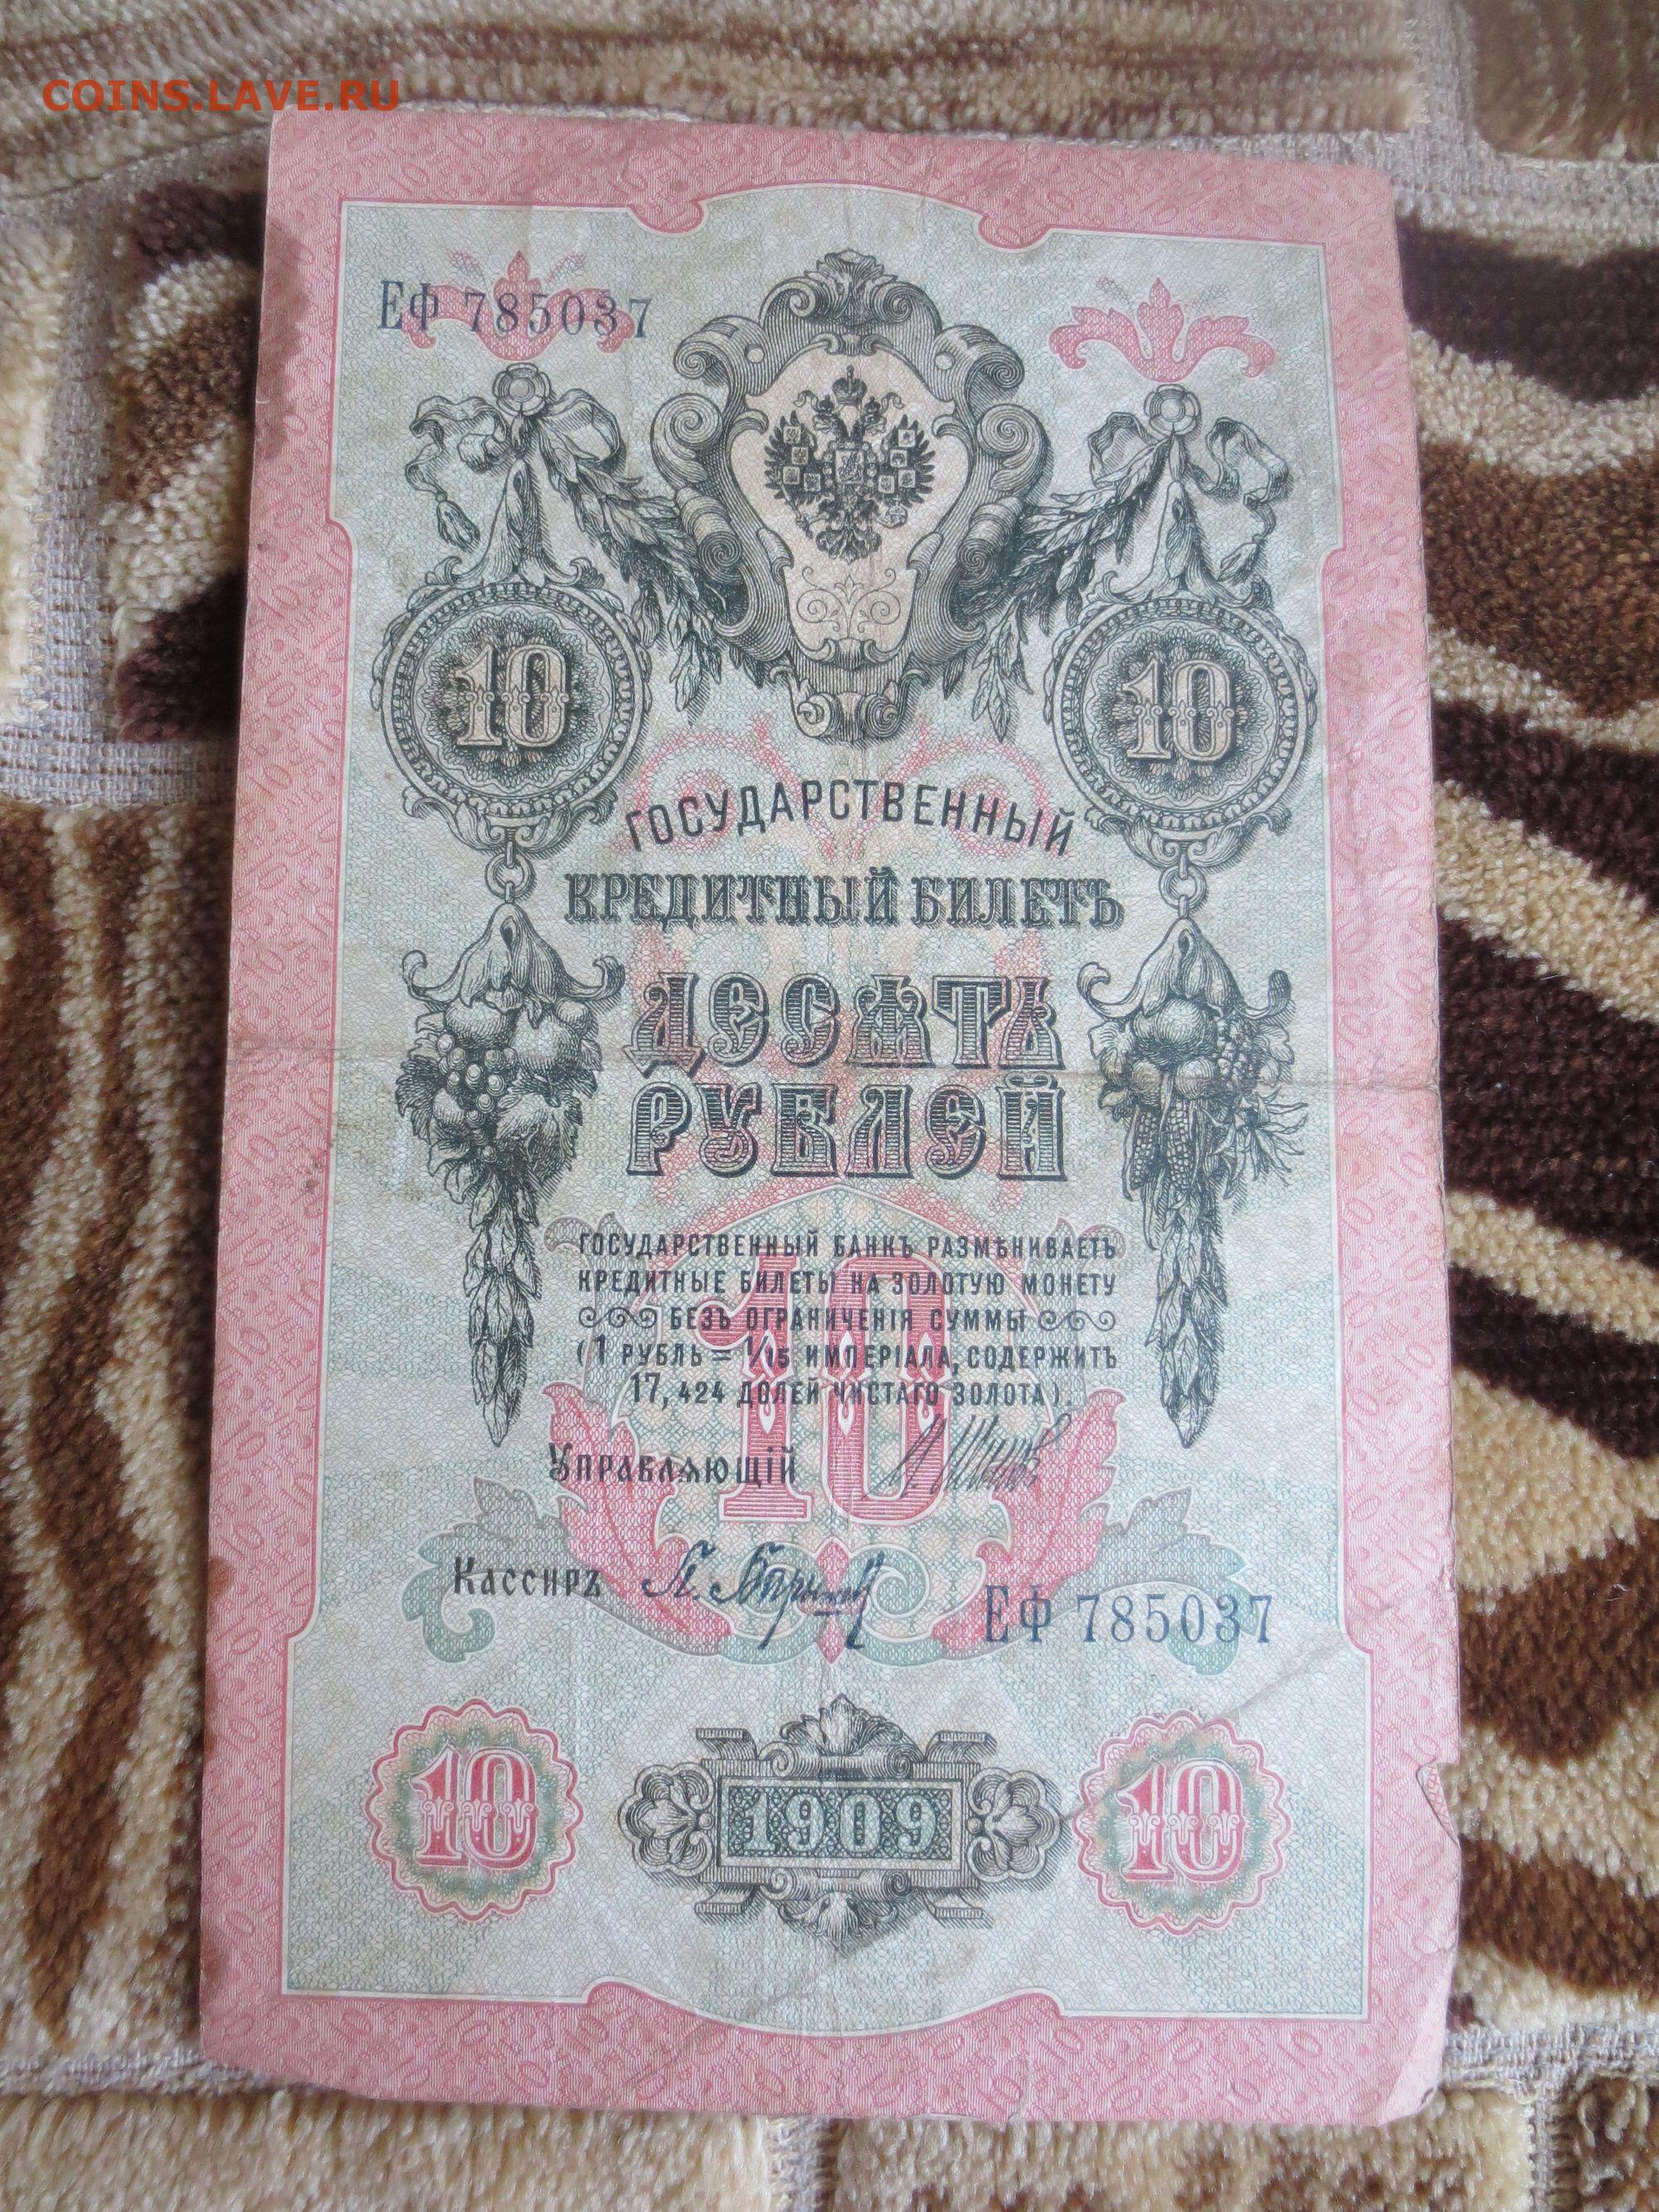 COINS.LAVE.RU
ЕФ 785037
10 10
ГОСУДАРСТВЕННЫЙ
КРЕДИТНЫЙ БИЛЕТЪ
ДЕСѦТЬ
РУБЛЕЙ
ГОСУДАРСТВЕННЫЙ БАНКЪ РАЗМѢНИВАЕТЪ
КРЕДИТНЫЕ БИЛЕТЫ НА ЗОЛОТУЮ МОНЕТУ
БЕЗЪ ОГРАНИЧЕНІЯ СУММЫ
(1 РУБЛЬ = 1/15 ИМПЕРІАЛА, СОДЕРЖИТЪ
17,424 ДОЛЕЙ ЧИСТАГО ЗОЛОТА).
10
УПРАВЛѦЮЩІЙ
КАССИРЪ
ЕФ 785037
10 1909 10